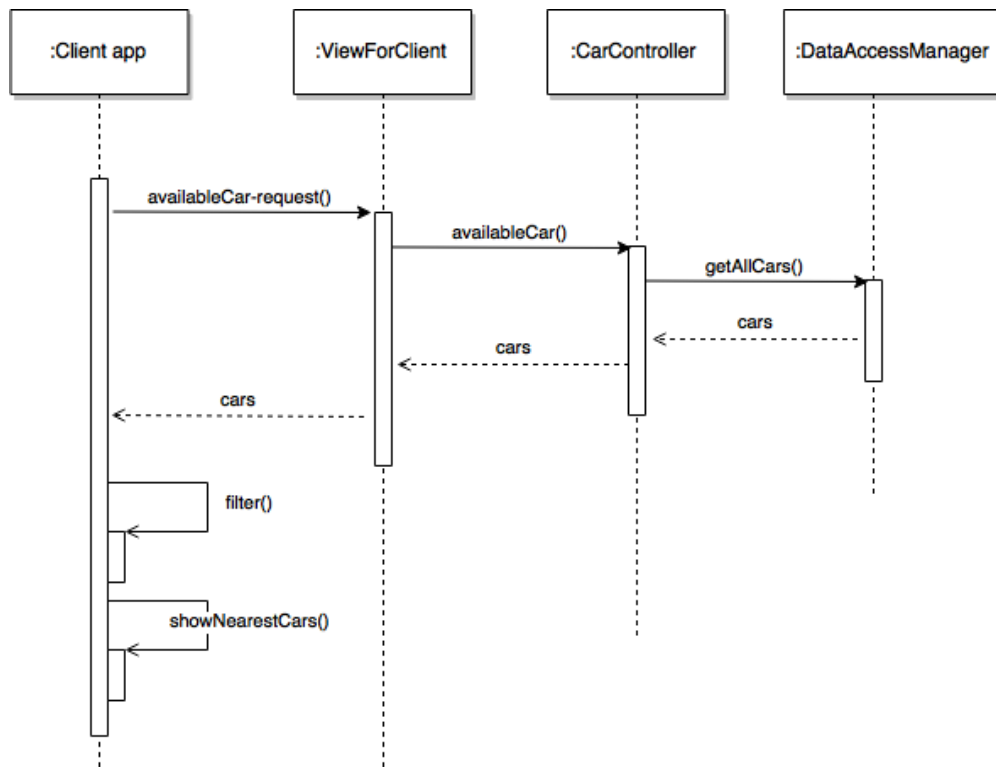 :Client app
:ViewForClient
:CarController
:DataAccessManager
availableCar-request()
availableCar()
getAllCars()
cars
cars
cars
filter()
showNearestCars()